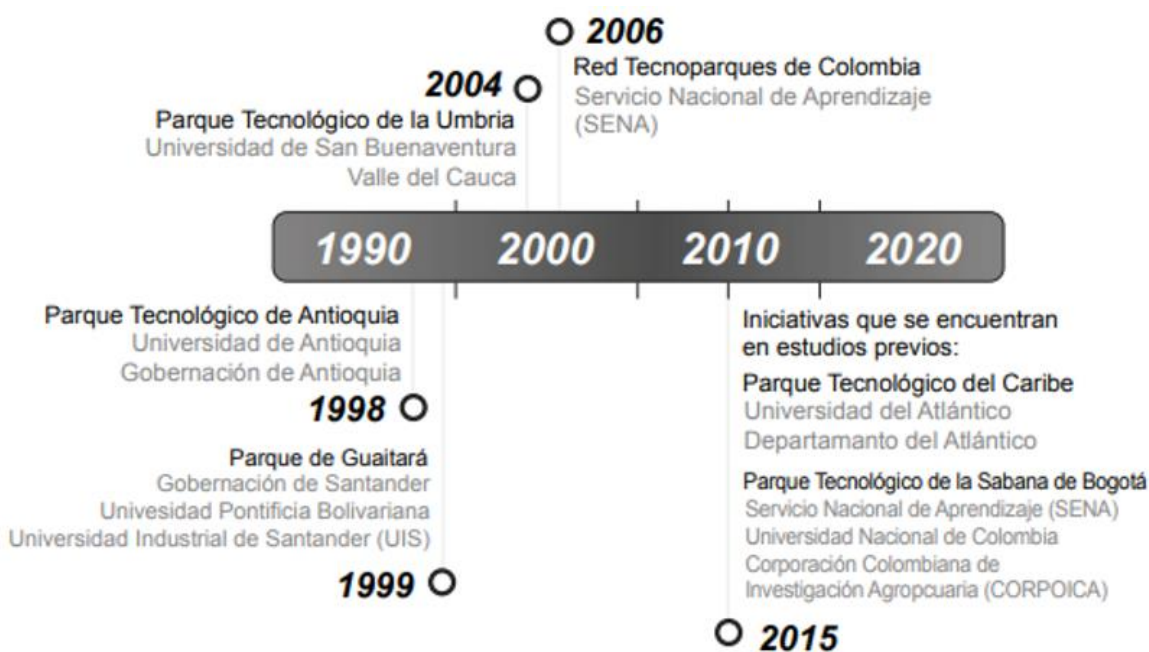 2006
Red Tecnoparques de Colombia
Servicio Nacional de Aprendizaje
(SENA)
2004
Parque Tecnológico de la Umbria
Universidad de San Buenaventura
Valle del Cauca
1990
2000
2010
2020
Parque Tecnológico de Antioquia
Universidad de Antioquia
Gobernación de Antioquia
1998
Parque de Guaitará
Gobernación de Santander
Univesidad Pontificia Bolivariana
Universidad Industrial de Santander (UIS)
1999
Iniciativas que se encuentran
en estudios previos:
Parque Tecnológico del Caribe
Universidad del Atlántico
Departamanto del Atlántico
Parque Tecnológico de la Sabana de Bogotá
Servicio Nacional de Aprendizaje (SENA)
Universidad Nacional de Colombia
Corporación Colombiana de
Investigación Agropcuaria (CORPOICA)
2015